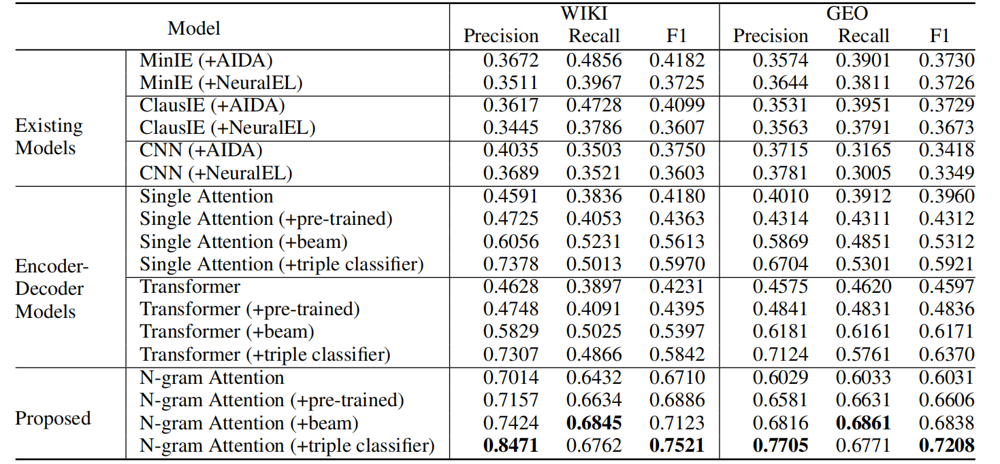 Model WIKI GEO
Precision Recall F1 Precision Recall F1
Existing Models
MinIE (+AIDA) 0.3672 0.4856 0.4182 0.3574 0.3901 0.3730
MinIE (+NeuralEL) 0.3511 0.3967 0.3725 0.3644 0.3811 0.3726
ClausIE (+AIDA) 0.3617 0.4728 0.4099 0.3531 0.3951 0.3729
ClausIE (+NeuralEL) 0.3445 0.3786 0.3607 0.3563 0.3791 0.3673
CNN (+AIDA) 0.4035 0.3503 0.3750 0.3715 0.3165 0.3418
CNN (+NeuralEL) 0.3689 0.3521 0.3603 0.3781 0.3005 0.3349
Encoder-Decoder Models
Single Attention 0.4591 0.3836 0.4180 0.4010 0.3912 0.3960
Single Attention (+pre-trained) 0.4725 0.4053 0.4363 0.4314 0.4311 0.4312
Single Attention (+beam) 0.6056 0.5231 0.5613 0.5869 0.4851 0.5312
Single Attention (+triple classifier) 0.7378 0.5013 0.5970 0.6704 0.5301 0.5921
Transformer 0.4628 0.3897 0.4231 0.4575 0.4620 0.4597
Transformer (+pre-trained) 0.4748 0.4091 0.4395 0.4841 0.4831 0.4836
Transformer (+beam) 0.5829 0.5025 0.5397 0.6181 0.6161 0.6171
Transformer (+triple classifier) 0.7307 0.4866 0.5842 0.7124 0.5761 0.6370
Proposed
N-gram Attention 0.7014 0.6432 0.6710 0.6029 0.6033 0.6031
N-gram Attention (+pre-trained) 0.7157 0.6634 0.6886 0.6581 0.6631 0.6606
N-gram Attention (+beam) 0.7424 0.6845 0.7123 0.6816 0.6861 0.6838
N-gram Attention (+triple classifier) 0.8471 0.6762 0.7521 0.7705 0.6771 0.7208